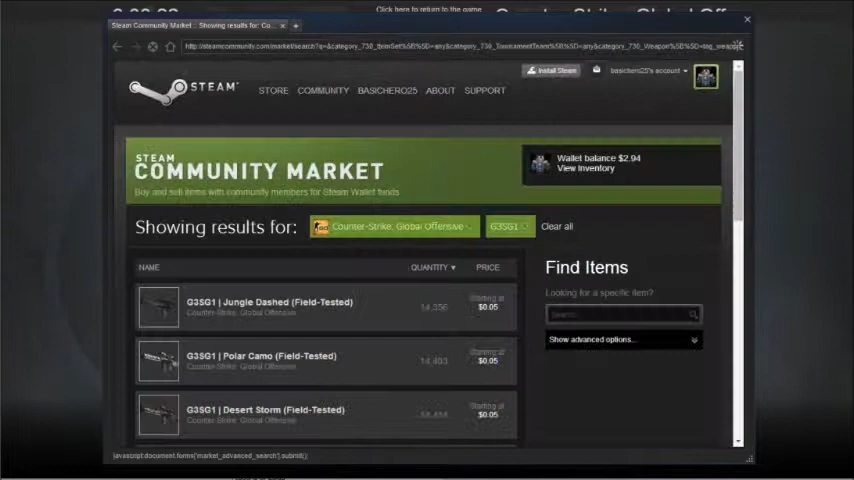 Click here to return to the game
Steam Community Market :: Showing results for: Co...
http://steamcommunity.com/market/search?q=&category_730_ItemSet%5B%5D=any&category_730_TournamentTeam%5B%5D=any&category_730_Weapon%5B%5D=tag_weapon
Install Steam
basichero25's account
STEAM
STORE COMMUNITY BASICHERO25 ABOUT SUPPORT
STEAM
COMMUNITY MARKET
Buy and sell items with community members for Steam Wallet funds
Wallet balance $2.94
View Inventory
Showing results for:
Counter-Strike: Global Offensive
G3SG1
Clear all
NAME QUANTITY ▼ PRICE
G3SG1 | Jungle Dashed (Field-Tested)
Counter-Strike: Global Offensive
14,356
Starting at
$0.05
G3SG1 | Polar Camo (Field-Tested)
Counter-Strike: Global Offensive
14,403
Starting at
$0.05
G3SG1 | Desert Storm (Field-Tested)
Counter-Strike: Global Offensive
Starting at
$0.05
Find Items
Looking for a specific item?
Search...
Show advanced options...
javascript:document.forms['market_advanced_search'].submit();